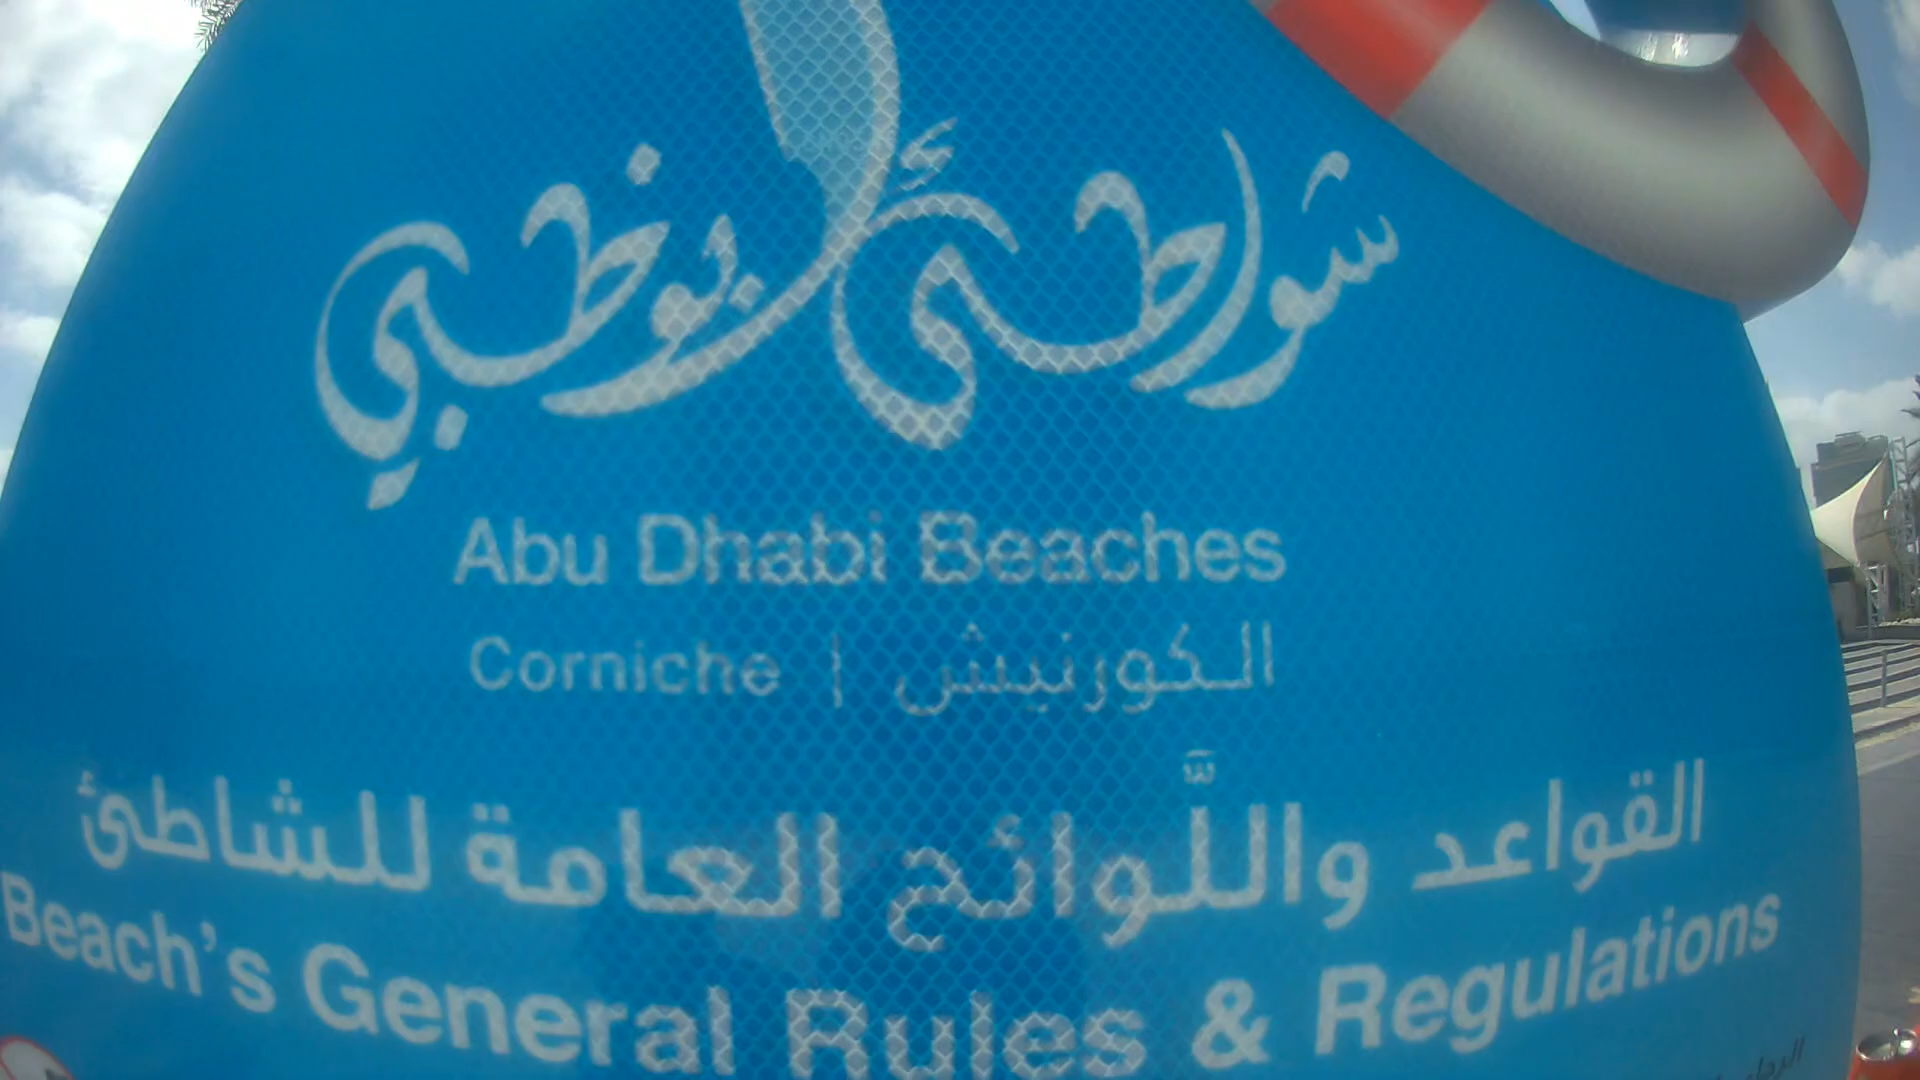 شواطئ أبوظبي
Abu Dhabi Beaches
Corniche | الكورنيش
القواعد واللّوائح العامة للشاطئ
Beach's General Rules & Regulations